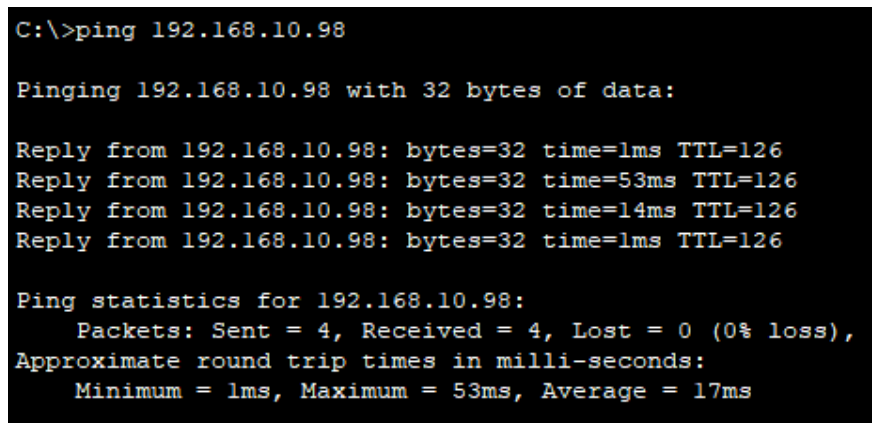 C:\>ping 192.168.10.98
Pinging 192.168.10.98 with 32 bytes of data:
Reply from 192.168.10.98: bytes=32 time=1ms TTL=126
Reply from 192.168.10.98: bytes=32 time=53ms TTL=126
Reply from 192.168.10.98: bytes=32 time=14ms TTL=126
Reply from 192.168.10.98: bytes=32 time=1ms TTL=126
Ping statistics for 192.168.10.98:
    Packets: Sent = 4, Received = 4, Lost = 0 (0% loss),
Approximate round trip times in milli-seconds:
    Minimum = 1ms, Maximum = 53ms, Average = 17ms